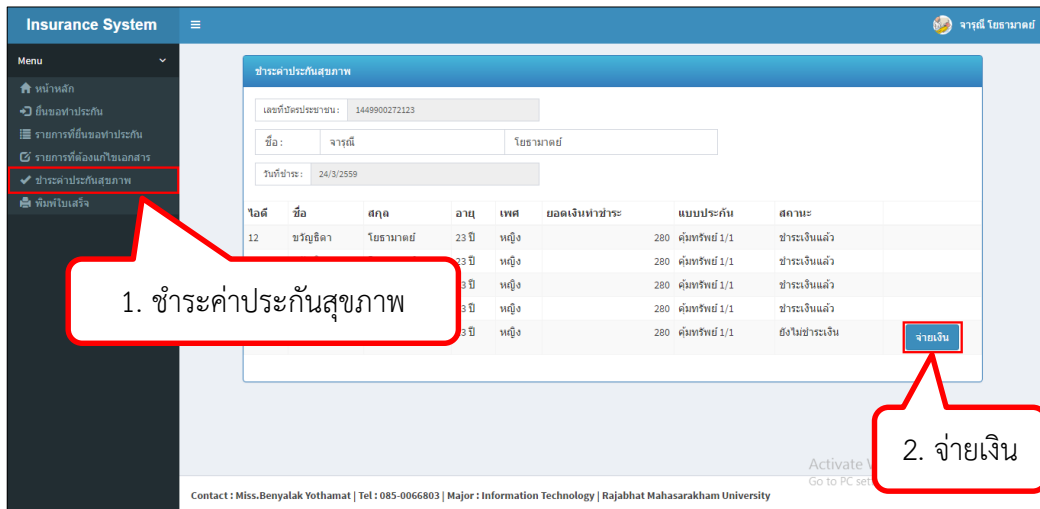 Insurance System
จารุณี โยธามาตย์
Menu
หน้าหลัก
ยื่นขอทำประกัน
รายการที่ยื่นขอทำประกัน
รายการที่ต้องแก้ไขเอกสาร
ชำระค่าประกันสุขภาพ
พิมพ์ใบเสร็จ
ชำระค่าประกันสุขภาพ
เลขที่บัตรประชาชน : 1449900272123
ชื่อ : จารุณี โยธามาตย์
วันที่ชำระ : 24/3/2559
ไอดี ชื่อ สกุล อายุ เพศ ยอดเงินทำชำระ แบบประกัน สถานะ
12 ขวัญธิดา โยธามาตย์ 23 ปี หญิง 280 คุ้มทรัพย์ 1/1 ชำระเงินแล้ว
23 ปี หญิง 280 คุ้มทรัพย์ 1/1 ชำระเงินแล้ว
3 ปี หญิง 280 คุ้มทรัพย์ 1/1 ชำระเงินแล้ว
3 ปี หญิง 280 คุ้มทรัพย์ 1/1 ชำระเงินแล้ว
3 ปี หญิง 280 คุ้มทรัพย์ 1/1 ยังไม่ชำระเงิน จ่ายเงิน
1. ชำระค่าประกันสุขภาพ
2. จ่ายเงิน
Activate
Go to PC set
Contact : Miss.Benyalak Yothamat | Tel : 085-0066803 | Major : Information Technology | Rajabhat Mahasarakham University